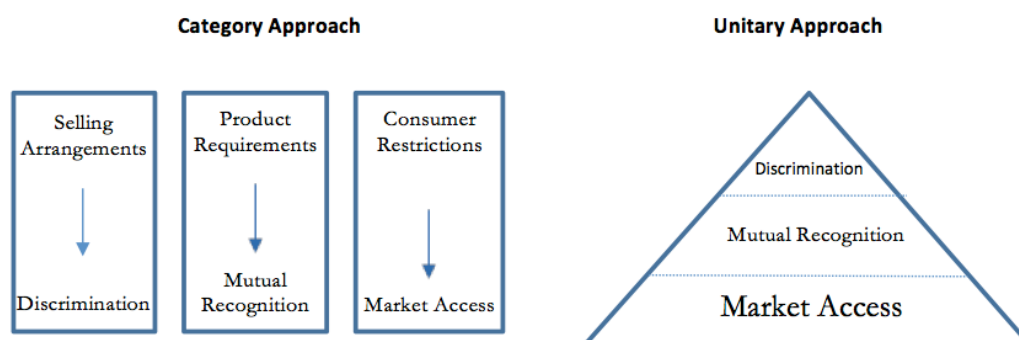 Category Approach
Unitary Approach
Selling
Arrangements
Discrimination
Product
Requirements
Mutual
Recognition
Consumer
Restrictions
Market Access
Discrimination
Mutual Recognition
Market Access